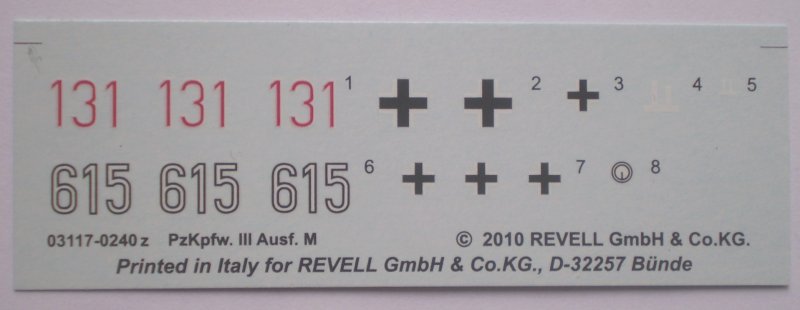 131 131 131 1 2 3 4 5
615 615 615 6 7 8
03117-0240 z PzKpfw. III Ausf. M © 2010 REVELL GmbH & Co.KG.
Printed in Italy for REVELL GmbH & Co.KG., D-32257 Bünde